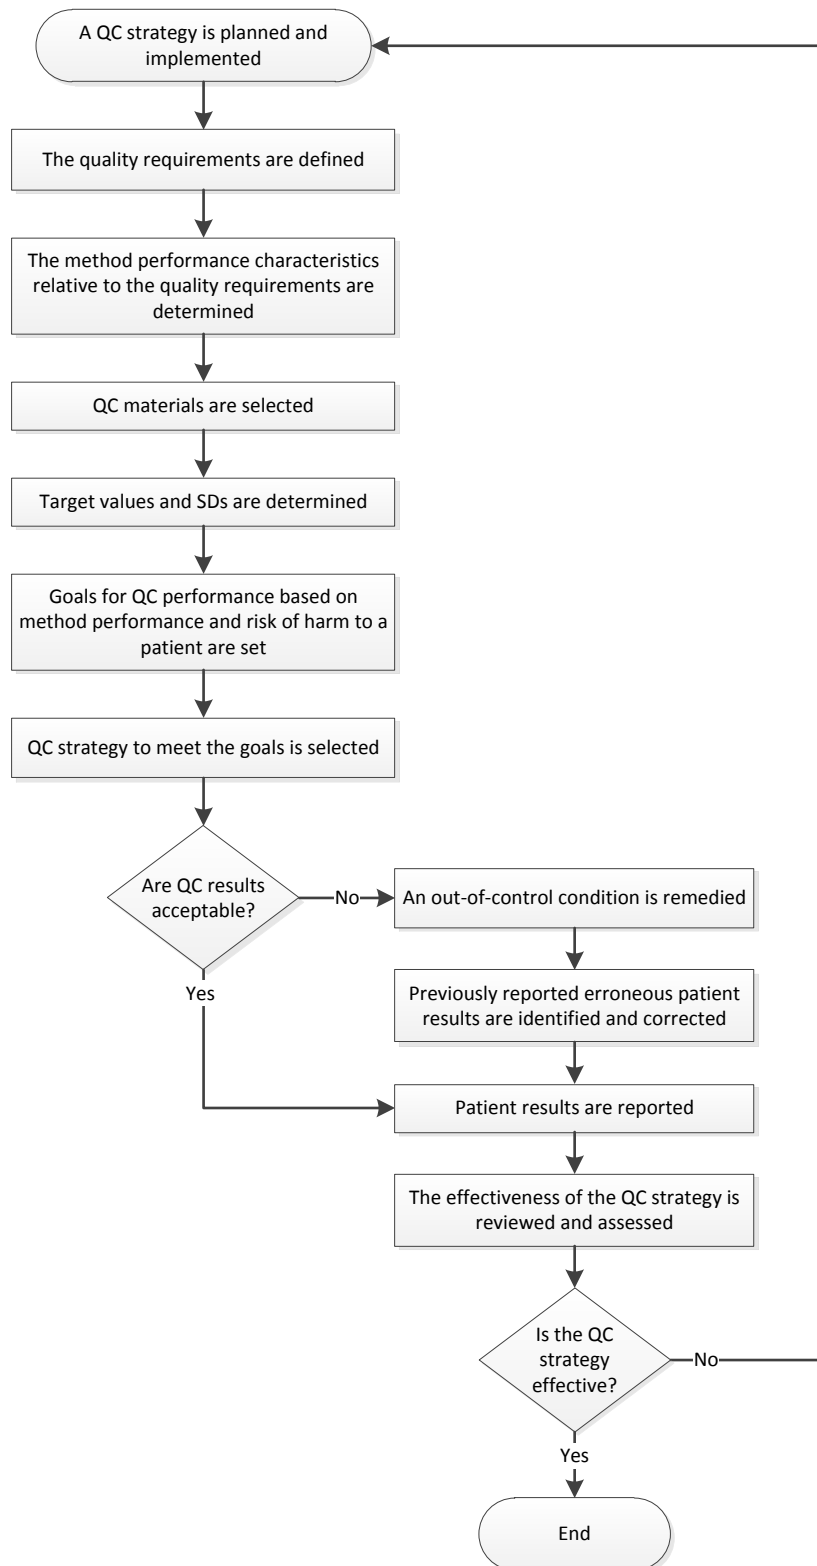 A QC strategy is planned and
implemented
The quality requirements are defined
The method performance characteristics
relative to the quality requirements are
determined
QC materials are selected
Target values and SDs are determined
Goals for QC performance based on
method performance and risk of harm to a
patient are set
QC strategy to meet the goals is selected
Are QC results
acceptable?
No
An out-of-control condition is remedied
Yes
Previously reported erroneous patient
results are identified and corrected
Patient results are reported
The effectiveness of the QC strategy is
reviewed and assessed
Is the QC
strategy
effective?
No
Yes
End